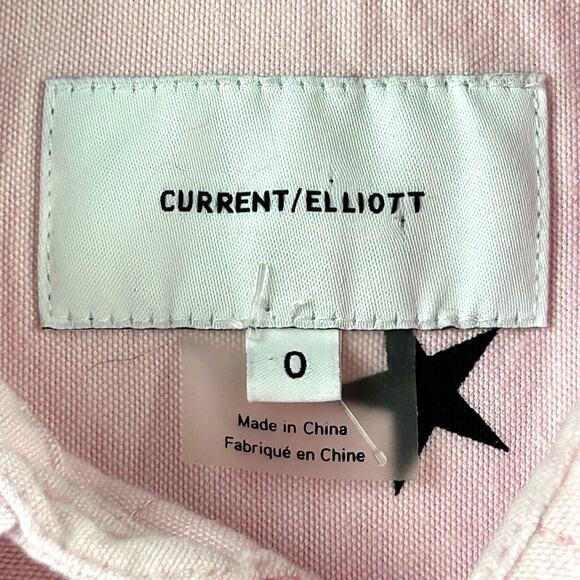 CURRENT/ELLIOTT
0
Made in China
Fabriqué en Chine